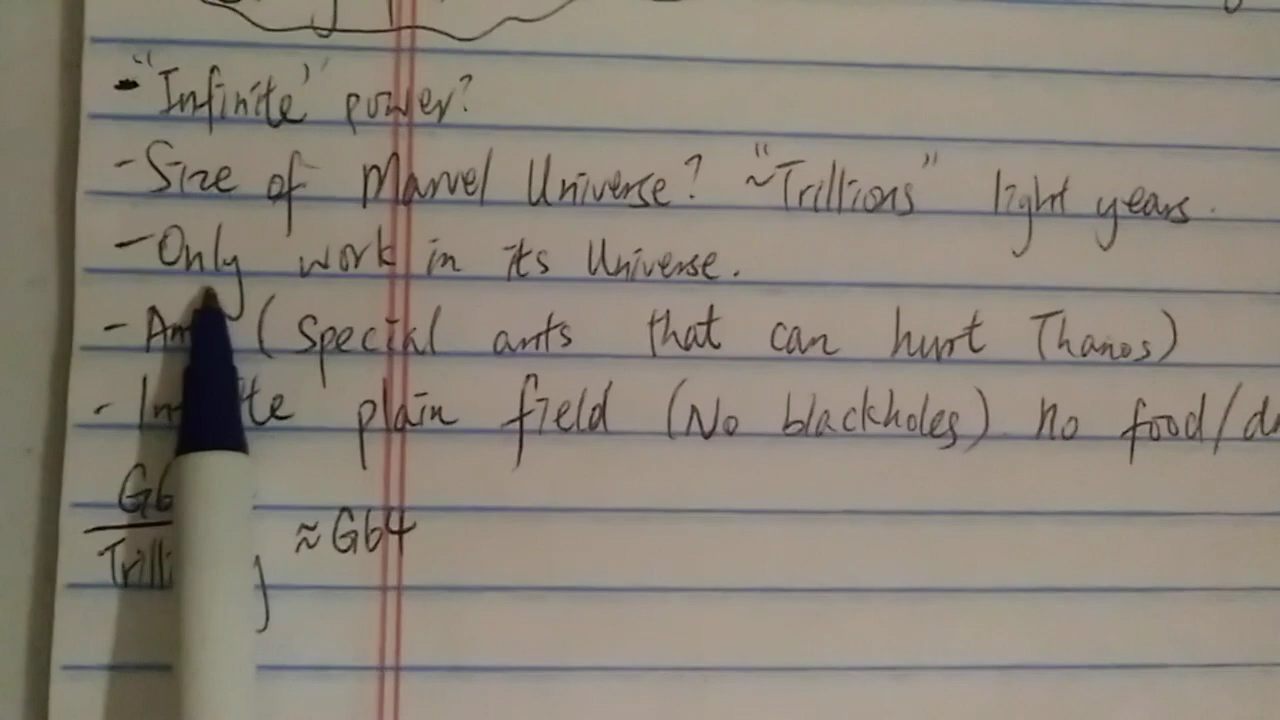 - "Infinite" power?
- Size of Marvel Universe? ~"Trillions" light years.
- Only work in its Universe.
- (Special ants that can hurt Thanos)
- plain field (No blackholes) no food/
≈ G64